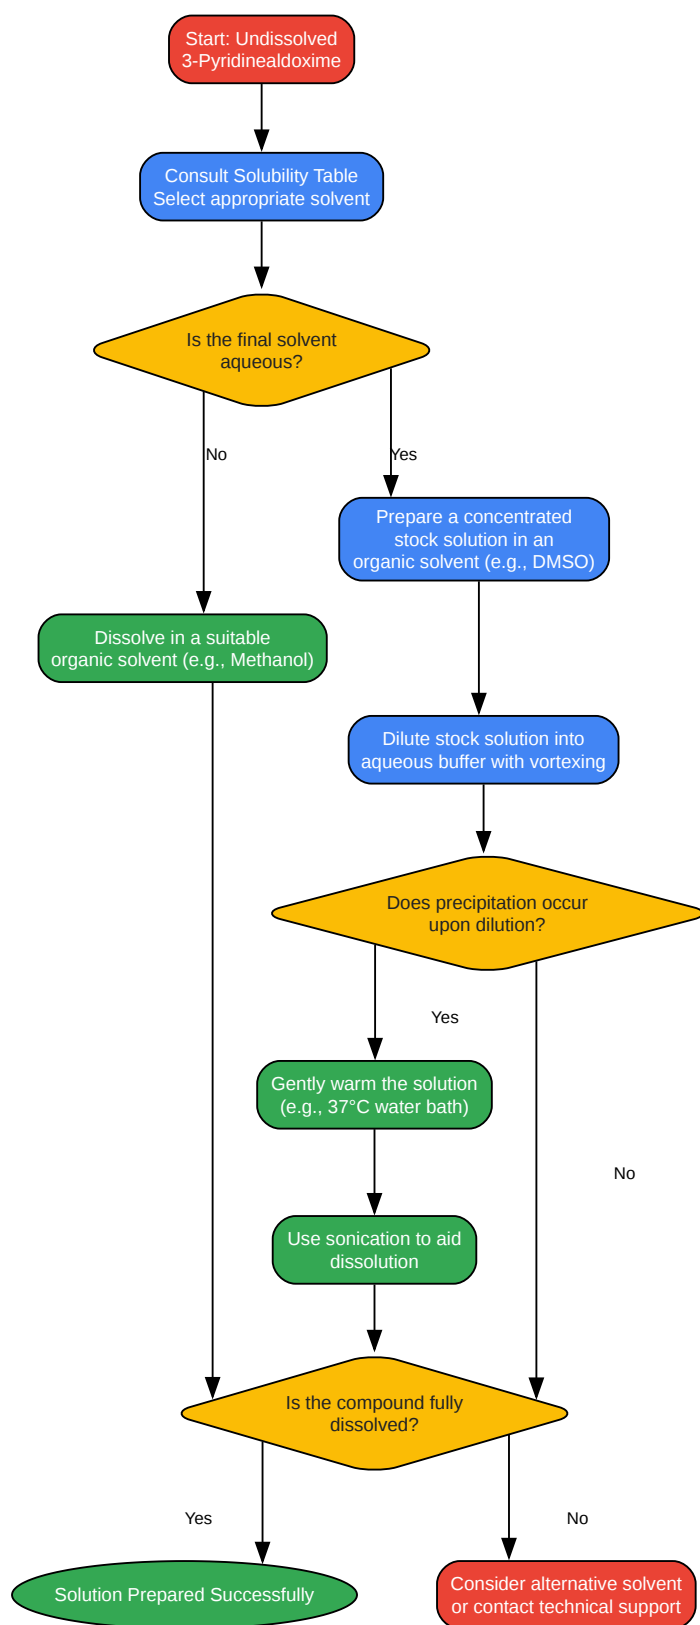 Start: Undissolved
3-Pyridinealdoxime
Consult Solubility Table
Select appropriate solvent
Is the final solvent
aqueous?
No
Yes
Prepare a concentrated
stock solution in an
organic solvent (e.g., DMSO)
Dissolve in a suitable
organic solvent (e.g., Methanol)
Dilute stock solution into
aqueous buffer with vortexing
Does precipitation occur
upon dilution?
Yes
Gently warm the solution
(e.g., 37°C water bath)
No
Use sonication to aid
dissolution
Is the compound fully
dissolved?
Yes
No
Solution Prepared Successfully
Consider alternative solvent
or contact technical support